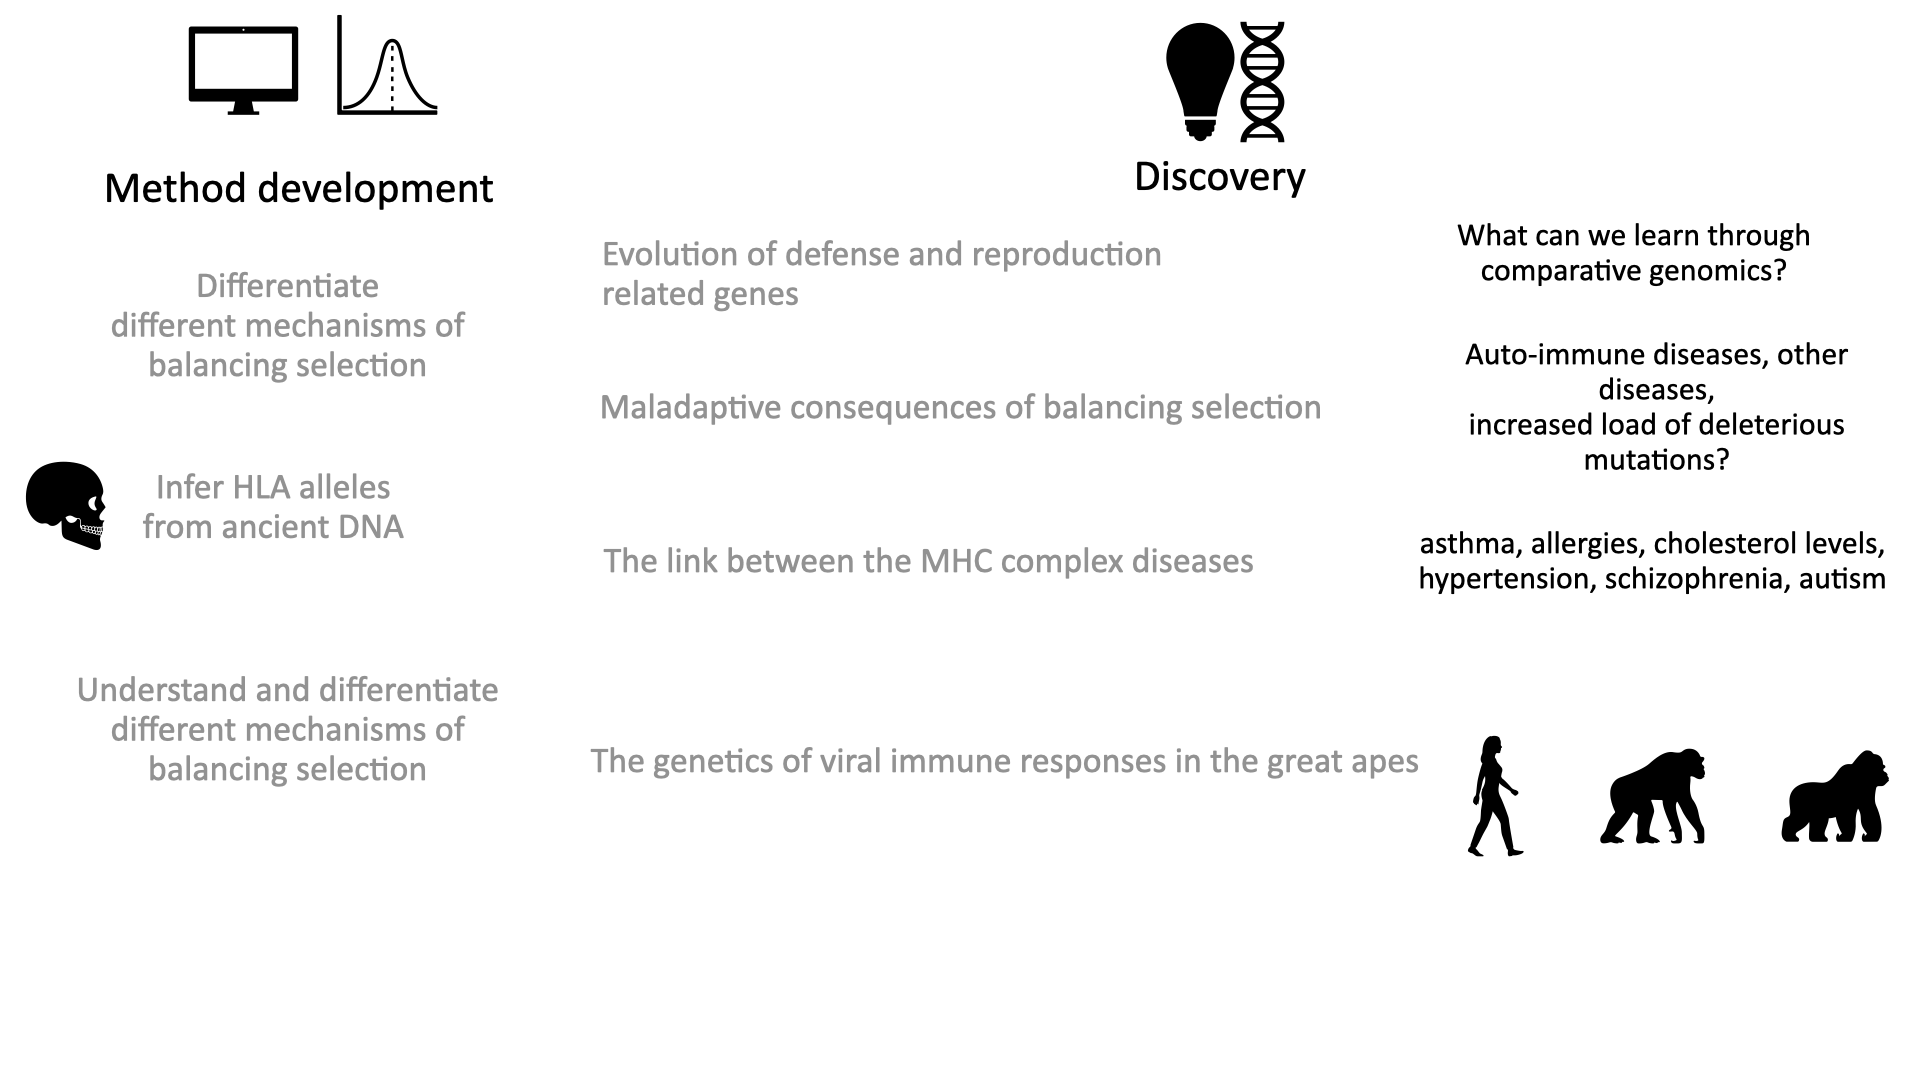 Method development
Differentiate
different mechanisms of
balancing selection
Infer HLA alleles
from ancient DNA
Understand and differentiate
different mechanisms of
balancing selection
Discovery
Evolution of defense and reproduction
related genes
What can we learn through
comparative genomics?
Maladaptive consequences of balancing selection
Auto-immune diseases, other
diseases,
increased load of deleterious
mutations?
The link between the MHC complex diseases
asthma, allergies, cholesterol levels,
hypertension, schizophrenia, autism
The genetics of viral immune responses in the great apes